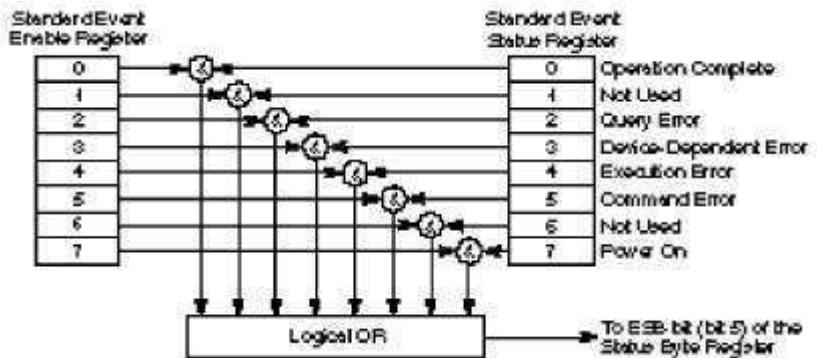 Standard Event
Enable Register
Standard Event
Status Register
0
&
0
Operation Complete
1
&
1
Not Used
2
&
2
Query Error
3
&
3
Device-Dependent Error
4
&
4
Execution Error
5
&
5
Command Error
6
&
6
Not Used
7
&
7
Power On
Logical OR
To ESB bit (bit 5) of the
Status Byte Register